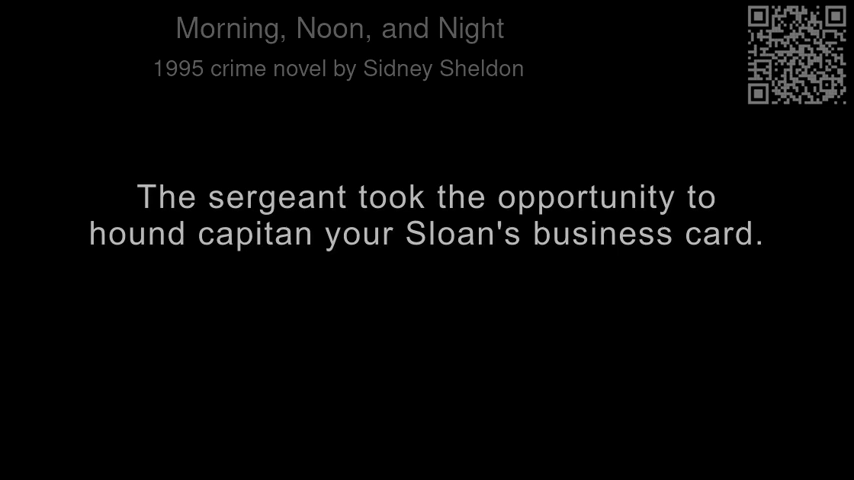 Morning, Noon, and Night
1995 crime novel by Sidney Sheldon
The sergeant took the opportunity to
hound capitan your Sloan's business card.